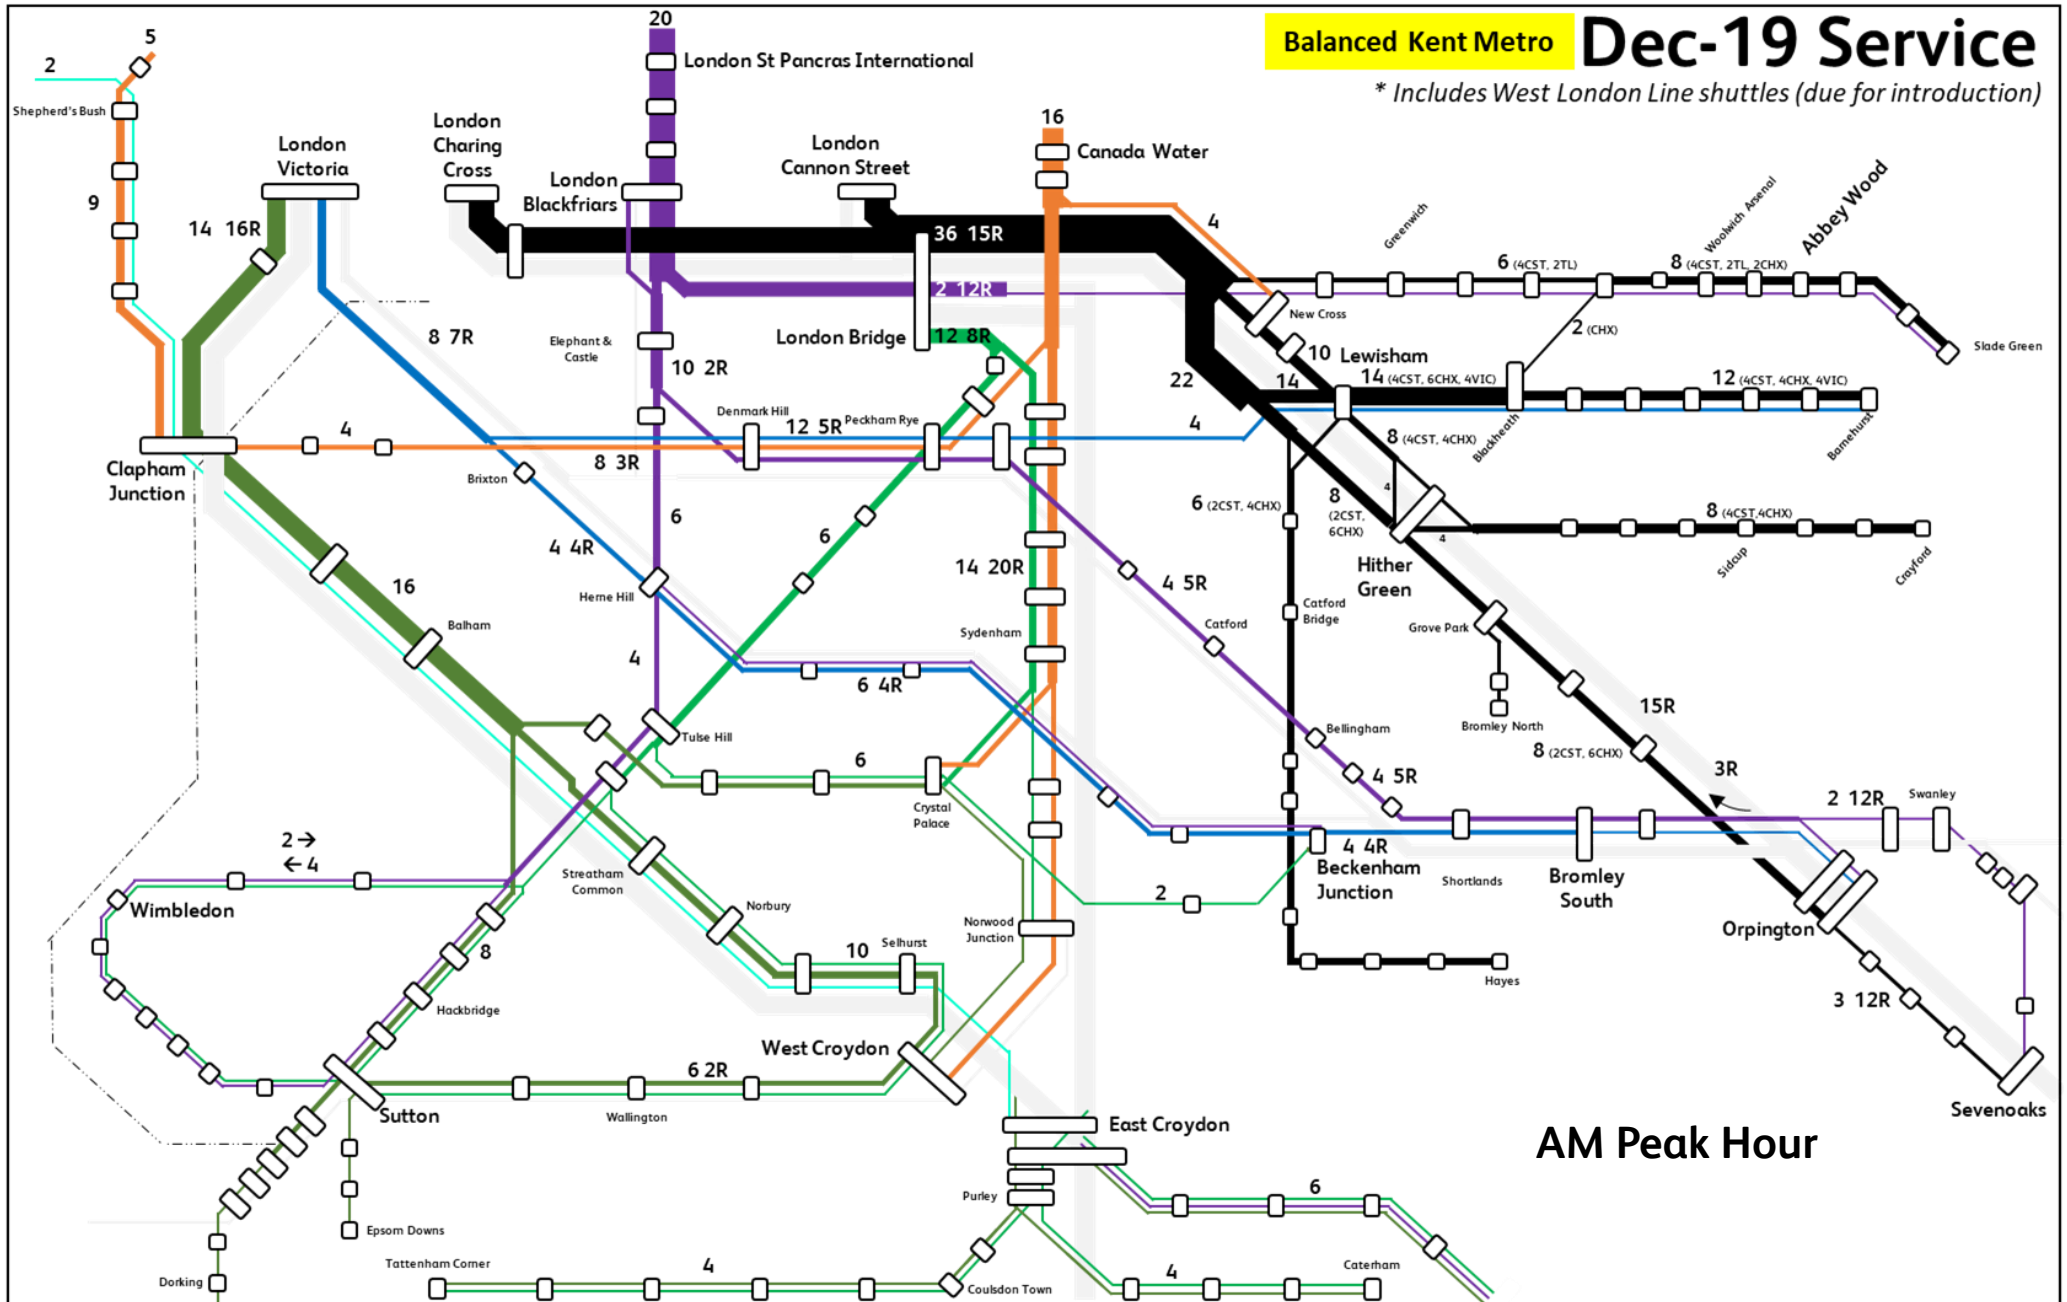 Balanced Kent Metro
Dec-19 Service
* Includes West London Line shuttles (due for introduction)
20
London St Pancras International
5
2
Shepherd's Bush
9
London
Victoria
14 16R
London
Charing
Cross
London
Blackfriars
London
Cannon Street
16
Canada Water
36 15R
2 12R
12 8R
London Bridge
4
Greenwich
Woolwich Arsenal
Abbey Wood
6 (4CST, 2TL)
8 (4CST, 2TL, 2CHX)
New Cross
2 (CHX)
Slade Green
10
Lewisham
14
14 (4CST, 6CHX, 4VIC)
12 (4CST, 4CHX, 4VIC)
22
Blackheath
Barnehurst
8 7R
Elephant &
Castle
10 2R
Denmark Hill
12 5R
Peckham Rye
4
4
8 (4CST, 4CHX)
Clapham
Junction
Brixton
8 3R
6
4 4R
6
6 (2CST, 4CHX)
8
(2CST,
6CHX)
4
4
8 (4CST,4CHX)
Sidcup
Crayford
Hither
Green
14 20R
4 5R
16
Balham
Herne Hill
4
Sydenham
Catford
Catford
Bridge
Grove Park
6 4R
Tulse Hill
6
Bellingham
Bromley North
15R
8 (2CST, 6CHX)
3R
4 5R
2 12R
Swanley
Crystal
Palace
4 4R
Beckenham
Junction
Shortlands
Bromley
South
2
2→
←4
Wimbledon
Streatham
Common
Norbury
Norwood
Junction
Orpington
8
10
Selhurst
Hayes
Hackbridge
3 12R
West Croydon
6 2R
Wallington
Sutton
Sevenoaks
East Croydon
AM Peak Hour
Purley
6
Epsom Downs
Tattenham Corner
4
Coulsdon Town
4
Caterham
Dorking